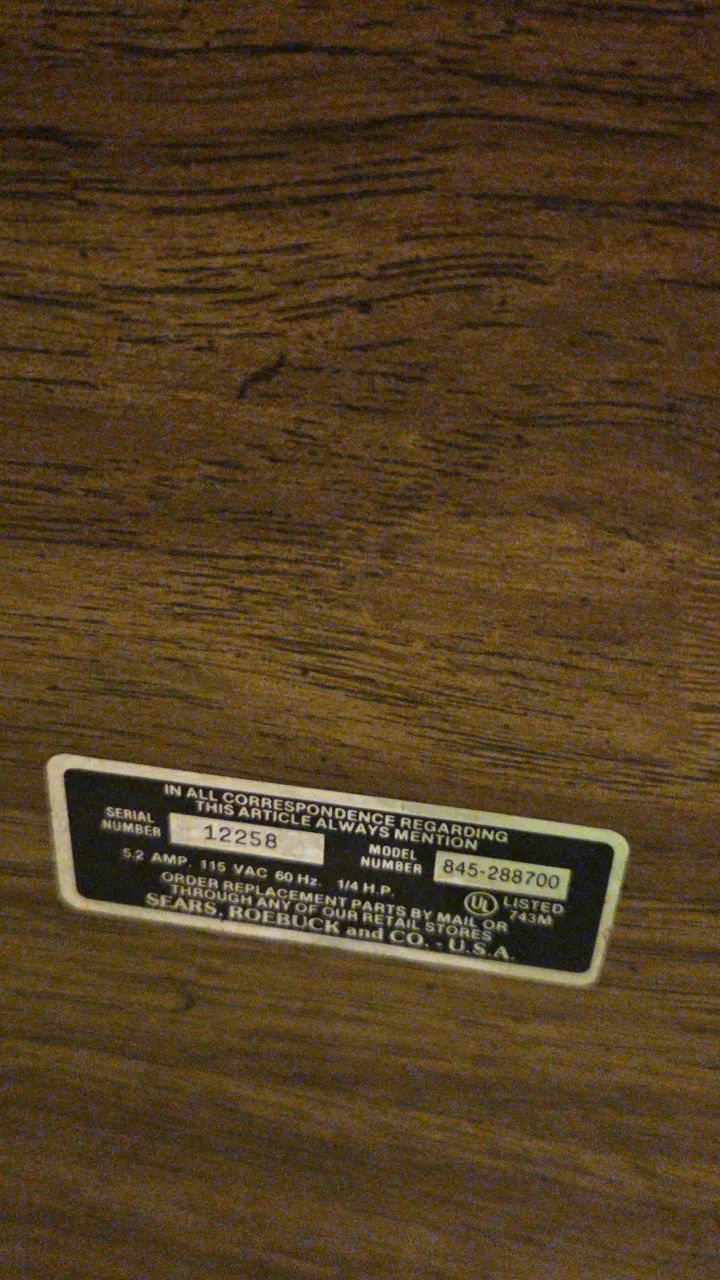 IN ALL CORRESPONDENCE REGARDING
THIS ARTICLE ALWAYS MENTION
SERIAL NUMBER 12258
MODEL NUMBER 845-288700
5.2 AMP. 115 VAC 60 Hz. 1/4 H.P.
UL LISTED 743M
ORDER REPLACEMENT PARTS BY MAIL OR
THROUGH ANY OF OUR RETAIL STORES
SEARS, ROEBUCK and CO. - U.S.A.